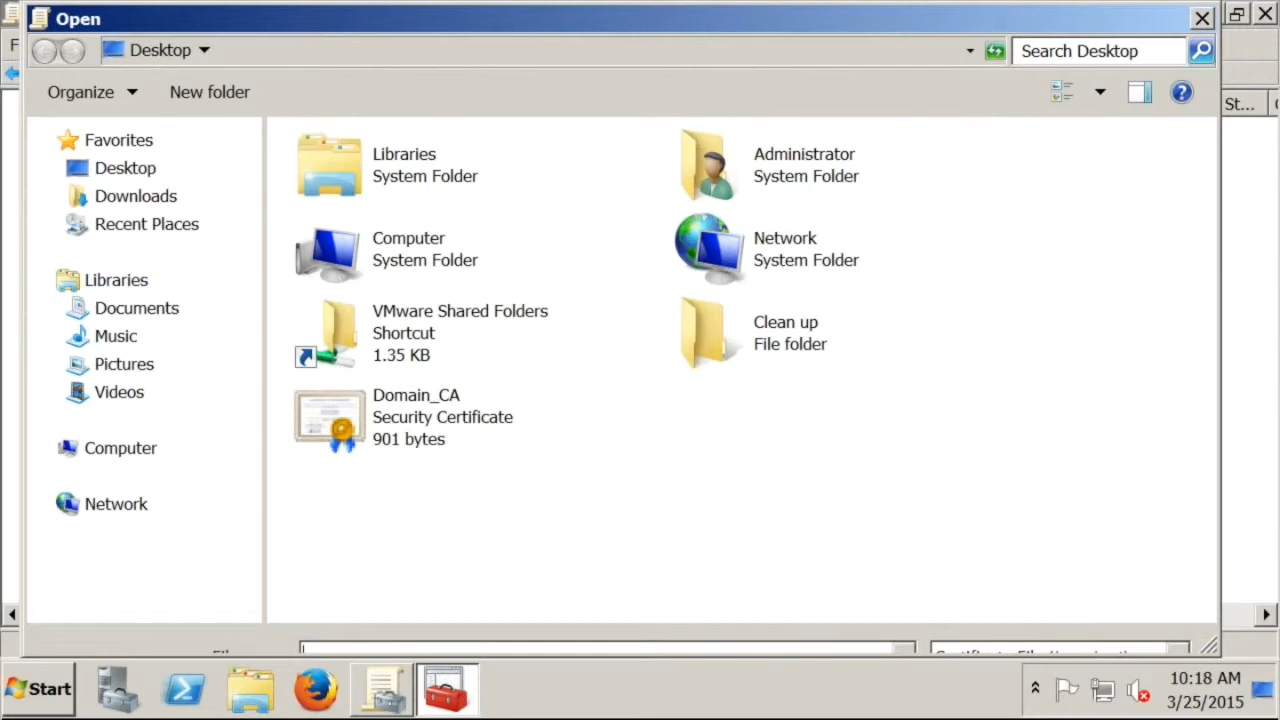 Open
F
Desktop
Search Desktop
Organize
New folder
St...
Favorites
Desktop
Downloads
Recent Places
Libraries
Documents
Music
Pictures
Videos
Computer
Network
Libraries
System Folder
Administrator
System Folder
Computer
System Folder
Network
System Folder
VMware Shared Folders
Shortcut
1.35 KB
Clean up
File folder
Domain_CA
Security Certificate
901 bytes
Start
10:18 AM
3/25/2015